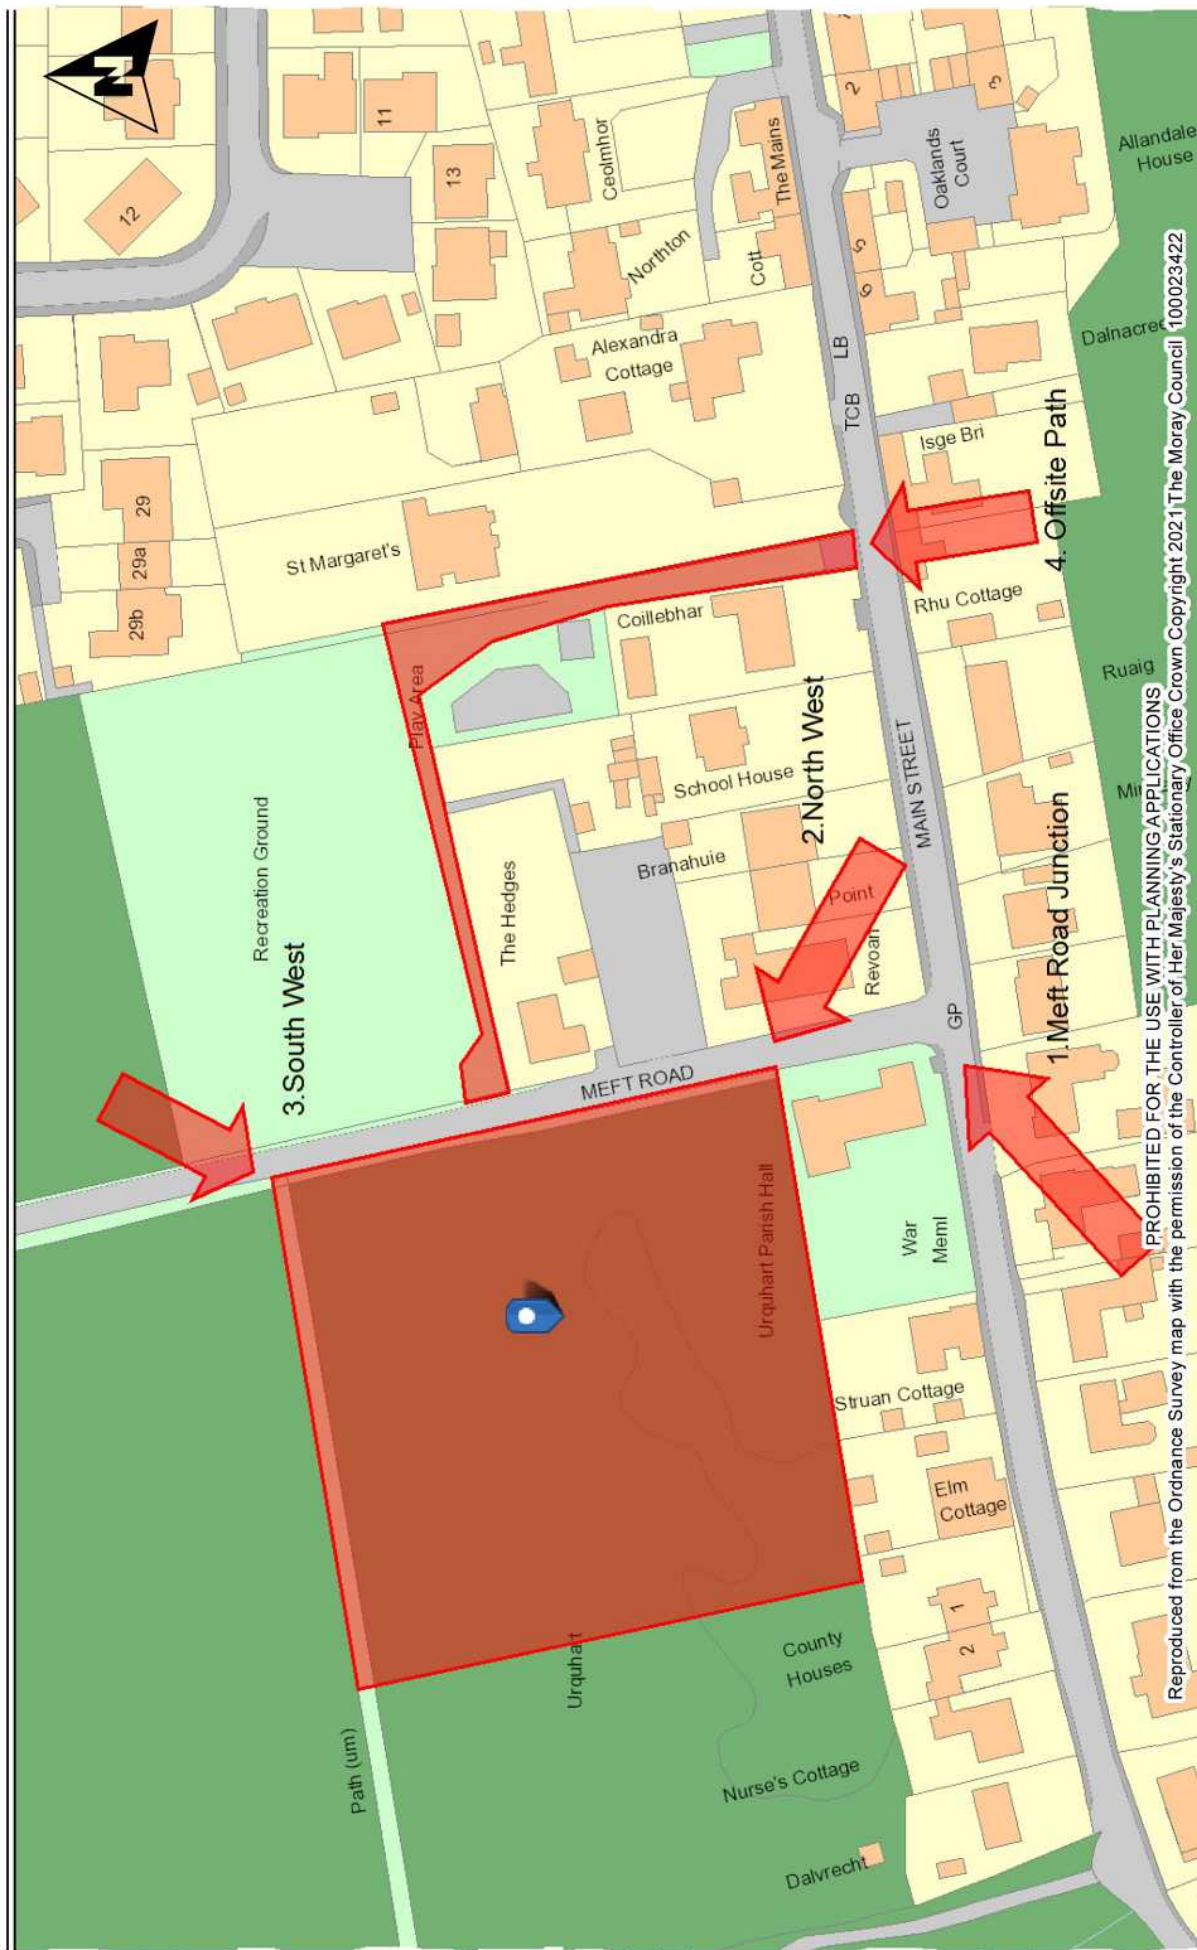 N
12
11
13
Ceolmhor
Northton
The Mains
Cott
2
3
Oaklands
Court
Allandale
House
5
6
Dalnacree
LB
TCB
Alexandra
Cottage
29
29a
29b
St Margaret's
Isge Bri
4. Offsite Path
Rhu Cottage
Ruaig
Coillebhar
Play Area
Recreation Ground
3.South West
The Hedges
School House
2.North West
Branahuie
Point
Revoan
MAIN STREET
GP
1.Meft Road Junction
MEFT ROAD
Urquhart Parish Hall
War
Meml
Struan Cottage
Elm
Cottage
1
2
County
Houses
Urquhart
Path (um)
Nurse's Cottage
Dalvrecht
PROHIBITED FOR THE USE WITH PLANNING APPLICATIONS
Reproduced from the Ordnance Survey map with the permission of the Controller of Her Majesty's Stationary Office Crown Copyright 2021 The Moray Council 100023422